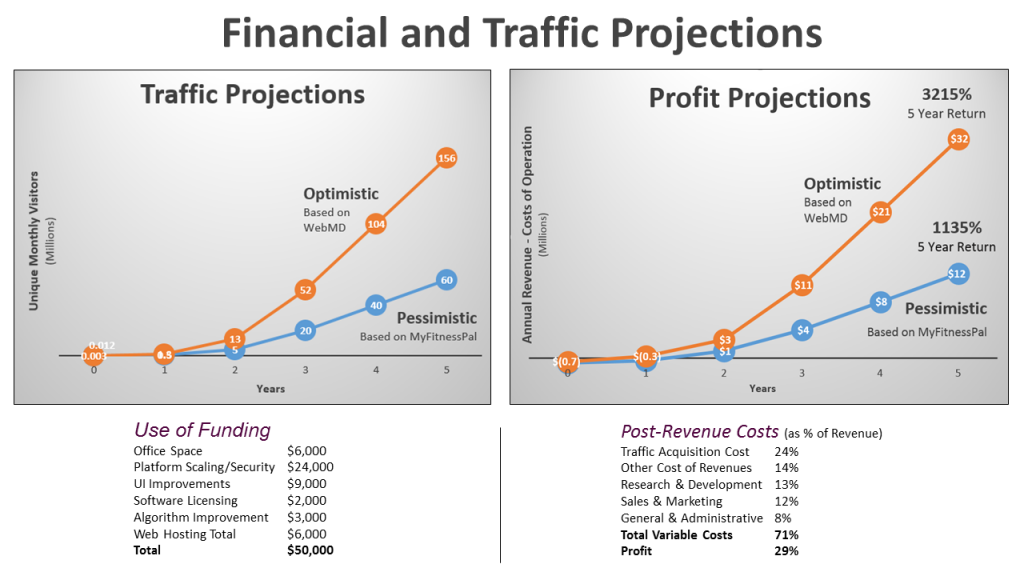 Financial and Traffic Projections
Traffic Projections
Unique Monthly Visitors
(Millions)
Optimistic
Based on
WebMD
156
104
52
13
60
40
20
5
0.012
0.003
Pessimistic
Based on MyFitnessPal
0 1 2 3 4 5
Years
Profit Projections
Annual Revenue - Costs of Operation
(Millions)
3215%
5 Year Return
Optimistic
Based on
WebMD
$32
$21
$11
$3
1135%
5 Year Return
$12
$8
$4
$1
$(0.7)
$(0.3)
Pessimistic
Based on MyFitnessPal
0 1 2 3 4 5
Years
Use of Funding
Office Space $6,000
Platform Scaling/Security $24,000
UI Improvements $9,000
Software Licensing $2,000
Algorithm Improvement $3,000
Web Hosting Total $6,000
Total $50,000
Post-Revenue Costs (as % of Revenue)
Traffic Acquisition Cost 24%
Other Cost of Revenues 14%
Research & Development 13%
Sales & Marketing 12%
General & Administrative 8%
Total Variable Costs 71%
Profit 29%